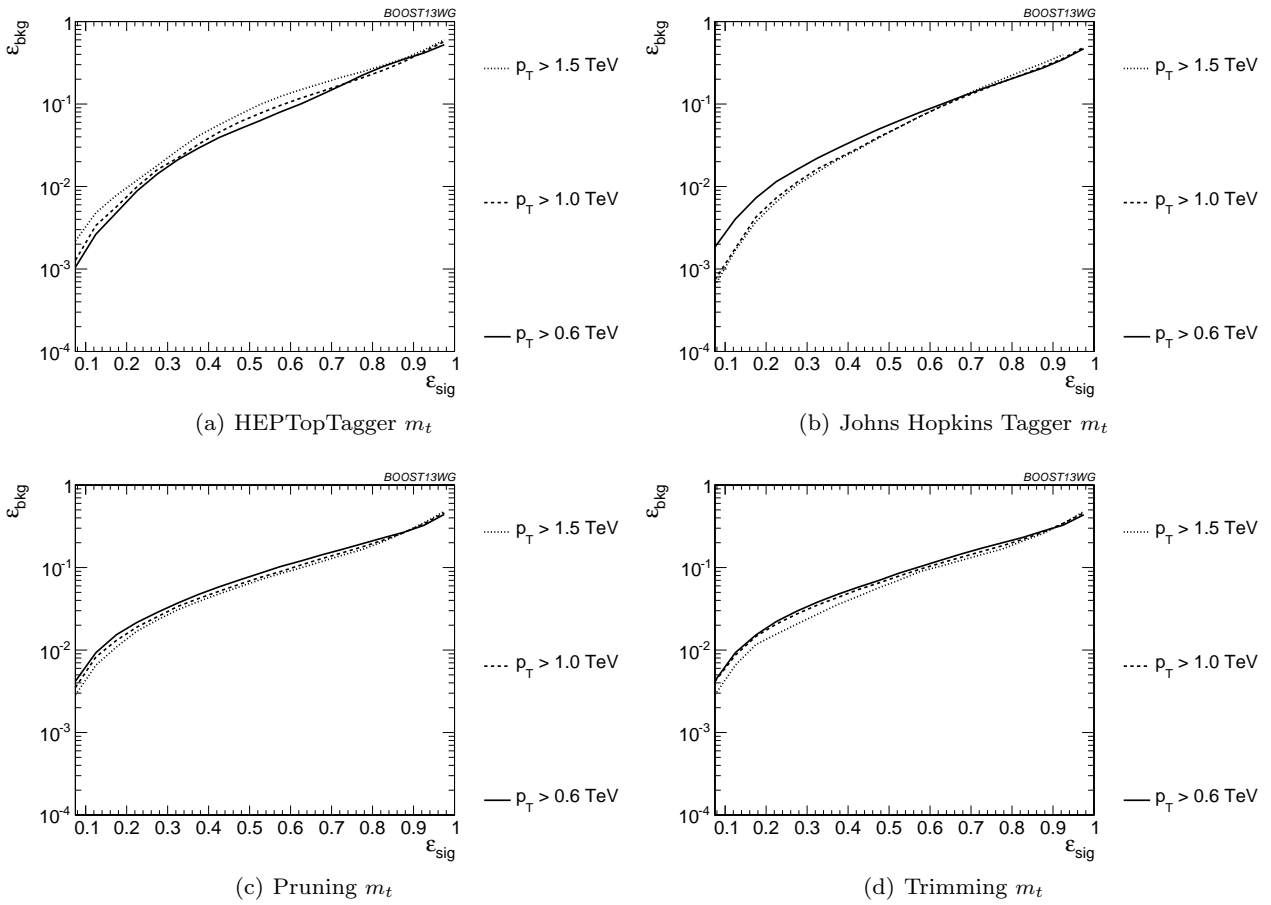 BOOST13WG
ε_bkg
1
10^-1
10^-2
10^-3
10^-4
0.1 0.2 0.3 0.4 0.5 0.6 0.7 0.8 0.9 1
ε_sig
p_T > 1.5 TeV
p_T > 1.0 TeV
p_T > 0.6 TeV
(a) HEPTopTagger m_t
BOOST13WG
ε_bkg
1
10^-1
10^-2
10^-3
10^-4
0.1 0.2 0.3 0.4 0.5 0.6 0.7 0.8 0.9 1
ε_sig
p_T > 1.5 TeV
p_T > 1.0 TeV
p_T > 0.6 TeV
(b) Johns Hopkins Tagger m_t
BOOST13WG
ε_bkg
1
10^-1
10^-2
10^-3
10^-4
0.1 0.2 0.3 0.4 0.5 0.6 0.7 0.8 0.9 1
ε_sig
p_T > 1.5 TeV
p_T > 1.0 TeV
p_T > 0.6 TeV
(c) Pruning m_t
BOOST13WG
ε_bkg
1
10^-1
10^-2
10^-3
10^-4
0.1 0.2 0.3 0.4 0.5 0.6 0.7 0.8 0.9 1
ε_sig
p_T > 1.5 TeV
p_T > 1.0 TeV
p_T > 0.6 TeV
(d) Trimming m_t